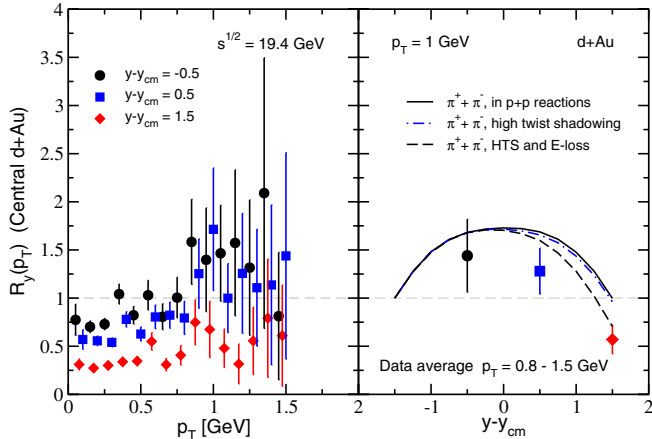 4
3.5
3
2.5
2
1.5
1
0.5
0
R_y(p_T) (Central d+Au)
s^{1/2} = 19.4 GeV
y-y_cm = -0.5
y-y_cm = 0.5
y-y_cm = 1.5
0 0.5 1 1.5 2
p_T [GeV]
p_T = 1 GeV d+Au
π^+ + π^-, in p+p reactions
π^+ + π^-, high twist shadowing
π^+ + π^-, HTS and E-loss
Data average p_T = 0.8 - 1.5 GeV
-1 0 1 2
y-y_cm